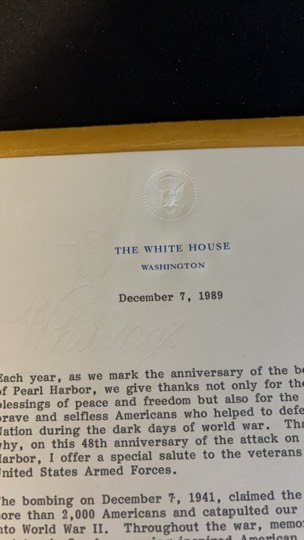 THE WHITE HOUSE
WASHINGTON
December 7, 1989
Each year, as we mark the anniversary of the
of Pearl Harbor, we give thanks not only for the
blessings of peace and freedom but also for the
brave and selfless Americans who helped to
Nation during the dark days of world war.
why, on this 48th anniversary of the attack on
Harbor, I offer a special salute to the veterans
United States Armed Forces.
The bombing on December 7, 1941, claimed the
more than 2,000 Americans and catapulted our
into World War II. Throughout the war,